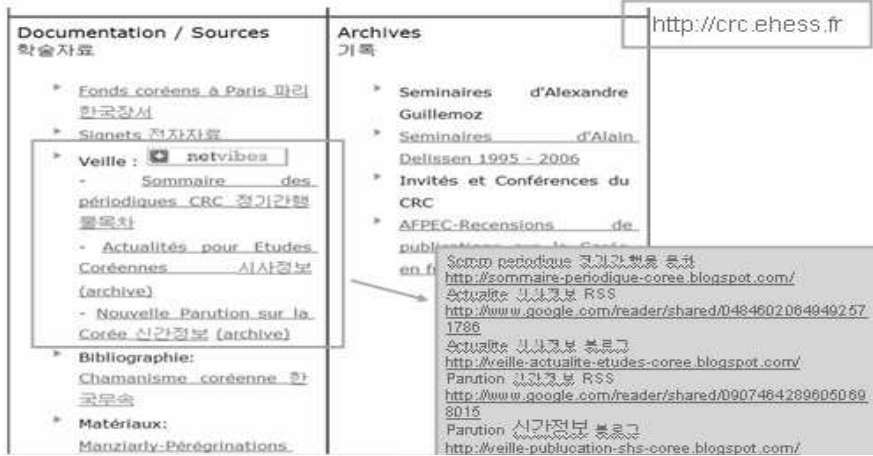 http://crc.ehess.fr
Documentation / Sources
학술자료
Fonds coréens à Paris 파리
한국장서
Signets 전자자료
Veille : netvibes
- Sommaire des
périodiques CRC 정기간행
물목차
- Actualités pour Etudes
Coréennes 시사정보
(archive)
- Nouvelle Parution sur la
Corée 신간정보 (archive)
Bibliographie:
Chamanisme coréenne 한
국무속
Matériaux:
Manziarly-Pérégrinations
Archives
기록
Seminaires d'Alexandre
Guillemoz
Seminaires d'Alain
Delissen 1995 - 2006
Invités et Conférences du
CRC
AFPEC-Recensions de
publications sur la Corée
en
Somm periodique 정기간행물 목차
http://sommaire-periodique-coree.blogspot.com/
Actualite 시사정보 RSS
http://www.google.com/reader/shared/0484602064949257
1786
Actualite 시사정보 블로그
http://veille-actualite-etudes-coree.blogspot.com/
Parution 신간정보 RSS
http://www.google.com/reader/shared/0907464289605069
8015
Parution 신간정보 블로그
http://veille-publucation-shs-coree.blogspot.com/